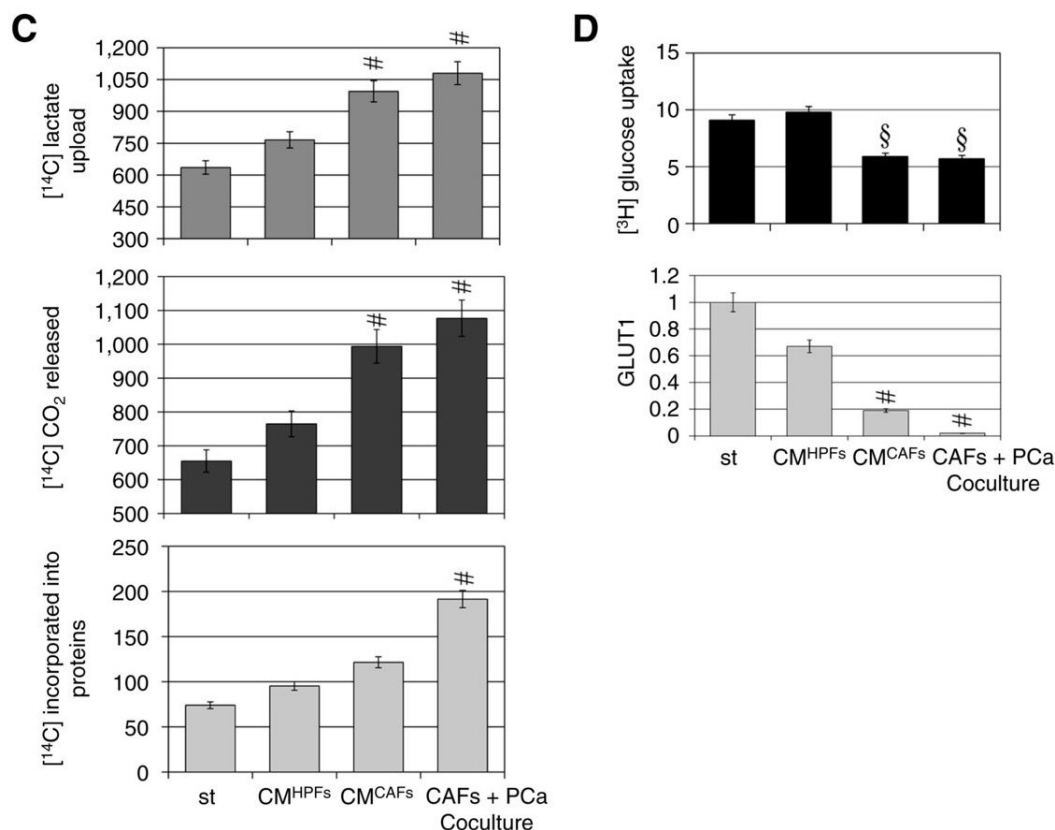 C
[¹⁴C] lactate
upload
1,200
1,050
900
750
600
450
300
#
#
[¹⁴C] CO₂ released
1,200
1,100
1,000
900
800
700
600
500
#
#
[¹⁴C] incorporated into
proteins
250
200
150
100
50
0
#
st
CMᴴᴾᶠˢ
CMᶜᴬᶠˢ
CAFs + PCa
Coculture
D
[³H] glucose uptake
15
10
5
0
§
§
GLUT1
1.2
1
0.8
0.6
0.4
0.2
0
#
#
st
CMᴴᴾᶠˢ
CMᶜᴬᶠˢ
CAFs + PCa
Coculture